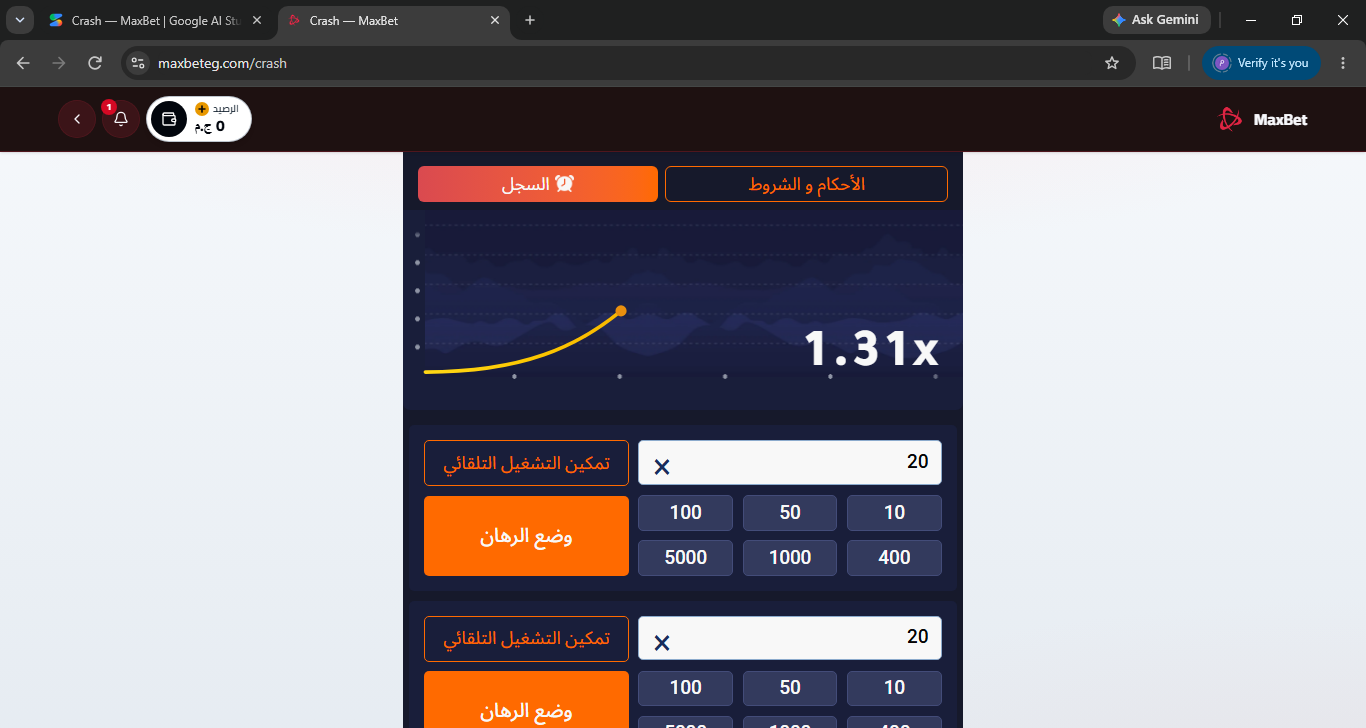 Crash — MaxBet | Google AI Stu
Crash — MaxBet
Ask Gemini
maxbeteg.com/crash
Verify it's you
1
الرصيد
0 ج.م
MaxBet
الأحكام و الشروط
السجل
1.31x
تمكين التشغيل التلقائي
20
وضع الرهان
100 50 10
5000 1000 400
تمكين التشغيل التلقائي
20
وضع الرهان
100 50 10